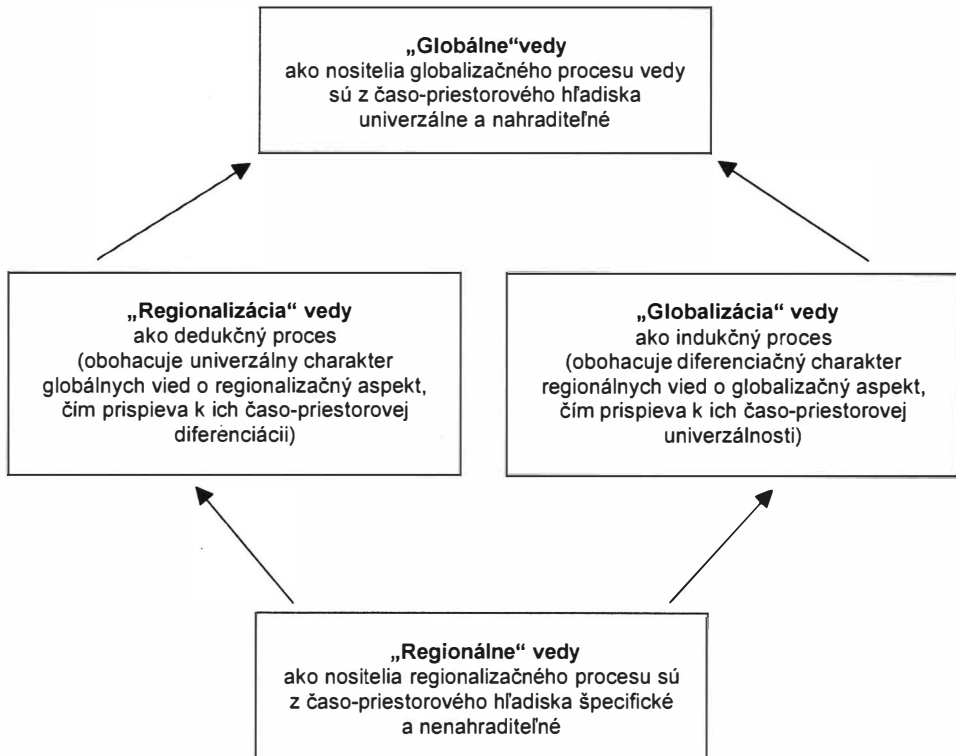 „Globálne“vedy
ako nositelia globalizačného procesu vedy
sú z časo-priestorového hľadiska
univerzálne a nahraditeľné
„Regionalizácia“ vedy
ako dedukčný proces
(obohacuje univerzálny charakter
globálnych vied o regionalizačný aspekt,
čím prispieva k ich časo-priestorovej
diferenciácii)
„Globalizácia“ vedy
ako indukčný proces
(obohacuje diferenciačný charakter
regionálnych vied o globalizačný aspekt,
čím prispieva k ich časo-priestorovej
univerzálnosti)
„Regionálne“ vedy
ako nositelia regionalizačného procesu sú
z časo-priestorového hľadiska špecifické
a nenahraditeľné